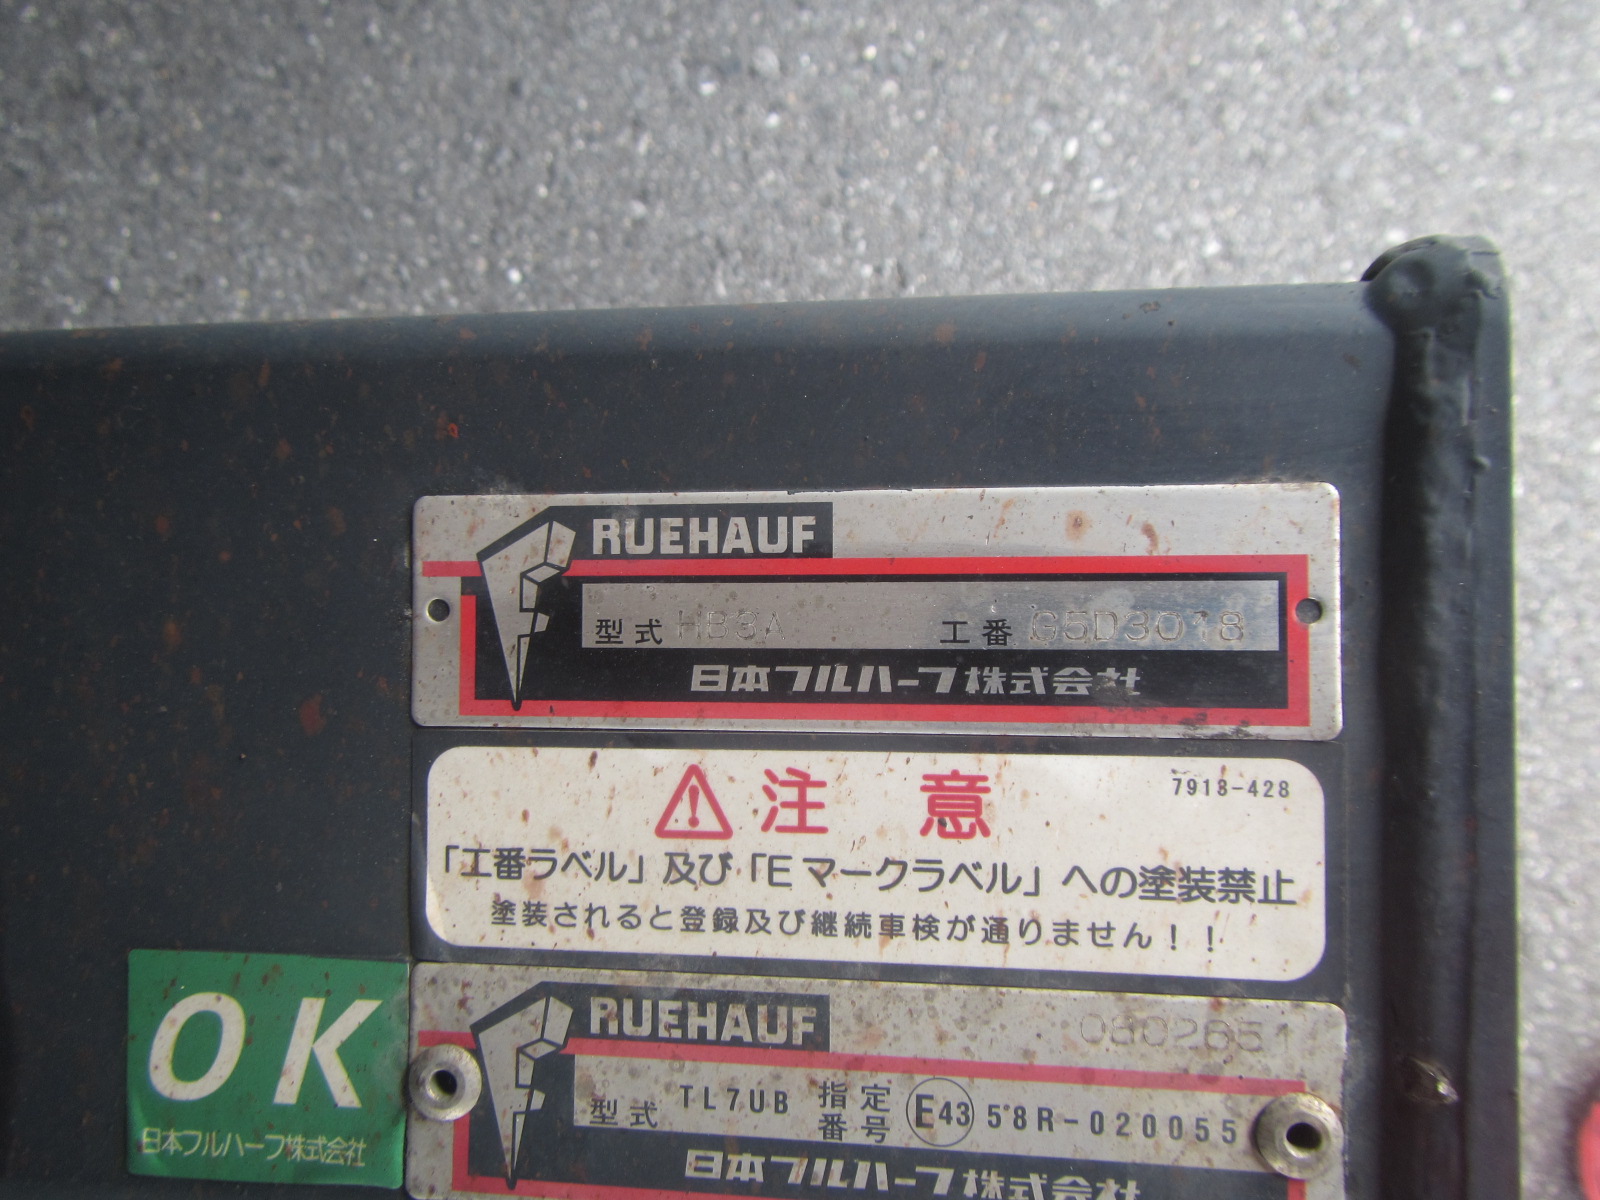 FRUEHAUF
型式 HB3A 工番 G5D3018
日本フルハーフ株式会社
注意 7918-428
「工番ラベル」及び「Eマークラベル」への塗装禁止
塗装されると登録及び継続車検が通りません！！
OK
日本フルハーフ株式会社
FRUEHAUF 0802651
型式 TL7UB 指定番号 E43 58R-020055
日本フルハーフ株式会社